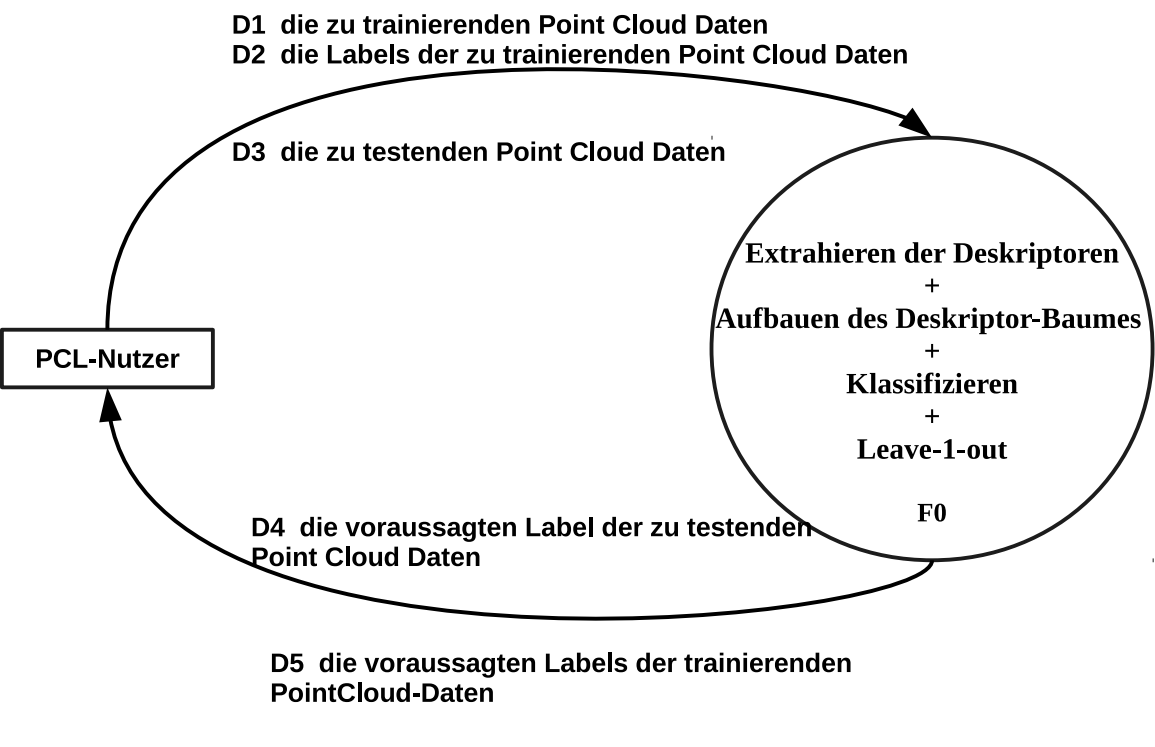 D1 die zu trainierenden Point Cloud Daten
D2 die Labels der zu trainierenden Point Cloud Daten
D3 die zu testenden Point Cloud Daten
Extrahieren der Deskriptoren
+
Aufbauen des Deskriptor-Baumes
+
Klassifizieren
+
Leave-1-out
F0
PCL-Nutzer
D4 die voraussagten Label der zu testenden
Point Cloud Daten
D5 die voraussagten Labels der trainierenden
PointCloud-Daten